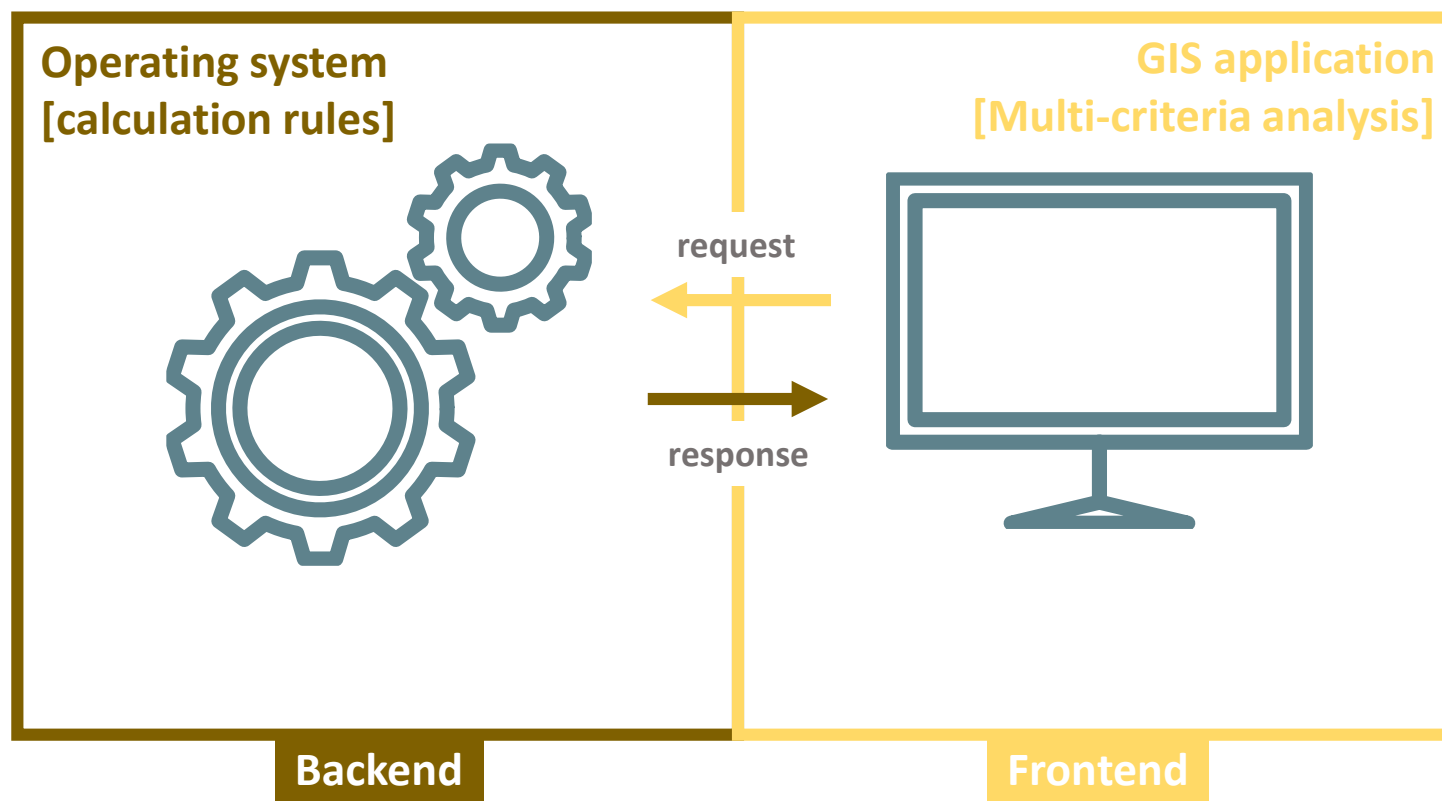 Operating system
[calculation rules]
GIS application
[Multi-criteria analysis]
request
response
Backend
Frontend